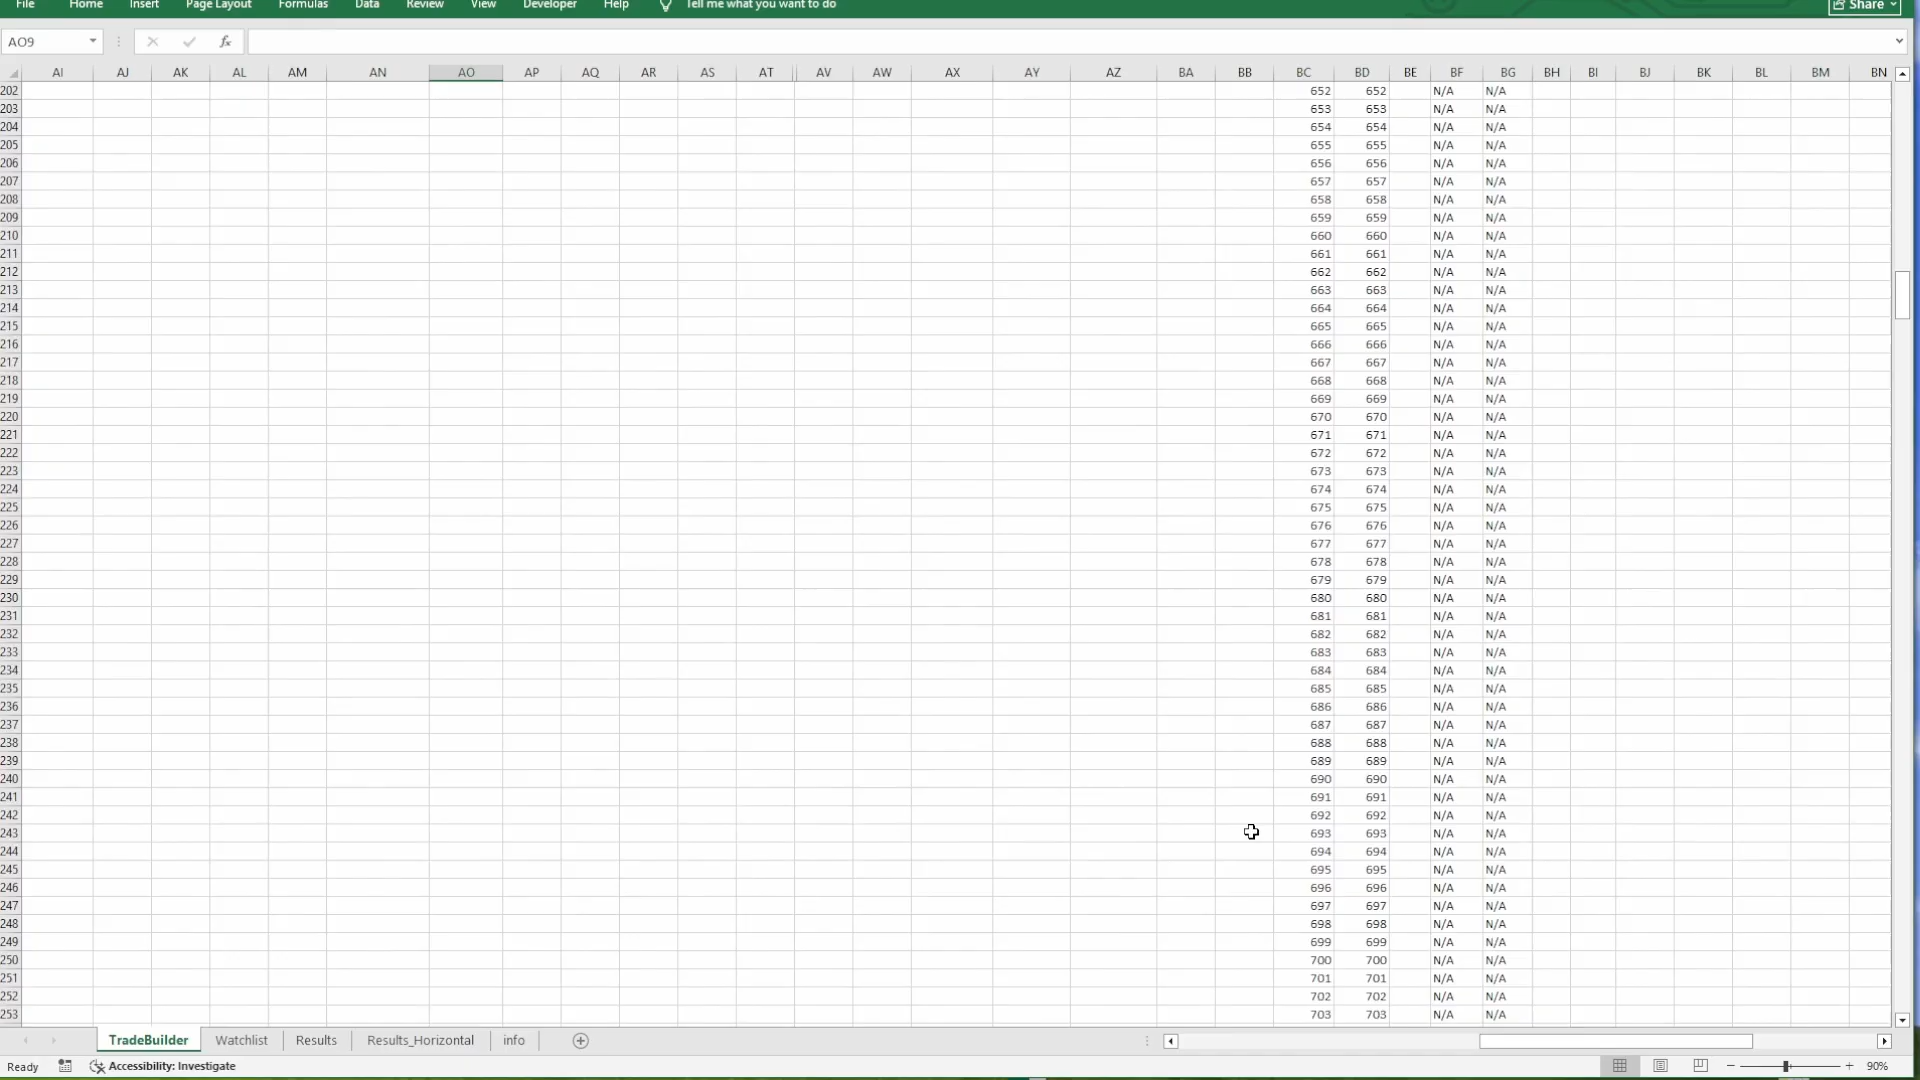 File Home Insert Page Layout Formulas Data Review View Developer Help Tell me what you want to do Share
AO9 fx
AI AJ AK AL AM AN AO AP AQ AR AS AT AV AW AX AY AZ BA BB BC BD BE BF BG BH BI BJ BK BL BM BN
202 652 652 N/A N/A
203 653 653 N/A N/A
204 654 654 N/A N/A
205 655 655 N/A N/A
206 656 656 N/A N/A
207 657 657 N/A N/A
208 658 658 N/A N/A
209 659 659 N/A N/A
210 660 660 N/A N/A
211 661 661 N/A N/A
212 662 662 N/A N/A
213 663 663 N/A N/A
214 664 664 N/A N/A
215 665 665 N/A N/A
216 666 666 N/A N/A
217 667 667 N/A N/A
218 668 668 N/A N/A
219 669 669 N/A N/A
220 670 670 N/A N/A
221 671 671 N/A N/A
222 672 672 N/A N/A
223 673 673 N/A N/A
224 674 674 N/A N/A
225 675 675 N/A N/A
226 676 676 N/A N/A
227 677 677 N/A N/A
228 678 678 N/A N/A
229 679 679 N/A N/A
230 680 680 N/A N/A
231 681 681 N/A N/A
232 682 682 N/A N/A
233 683 683 N/A N/A
234 684 684 N/A N/A
235 685 685 N/A N/A
236 686 686 N/A N/A
237 687 687 N/A N/A
238 688 688 N/A N/A
239 689 689 N/A N/A
240 690 690 N/A N/A
241 691 691 N/A N/A
242 692 692 N/A N/A
243 693 693 N/A N/A
244 694 694 N/A N/A
245 695 695 N/A N/A
246 696 696 N/A N/A
247 697 697 N/A N/A
248 698 698 N/A N/A
249 699 699 N/A N/A
250 700 700 N/A N/A
251 701 701 N/A N/A
252 702 702 N/A N/A
253 703 703 N/A N/A
TradeBuilder Watchlist Results Results_Horizontal info
Ready Accessibility: Investigate 90%